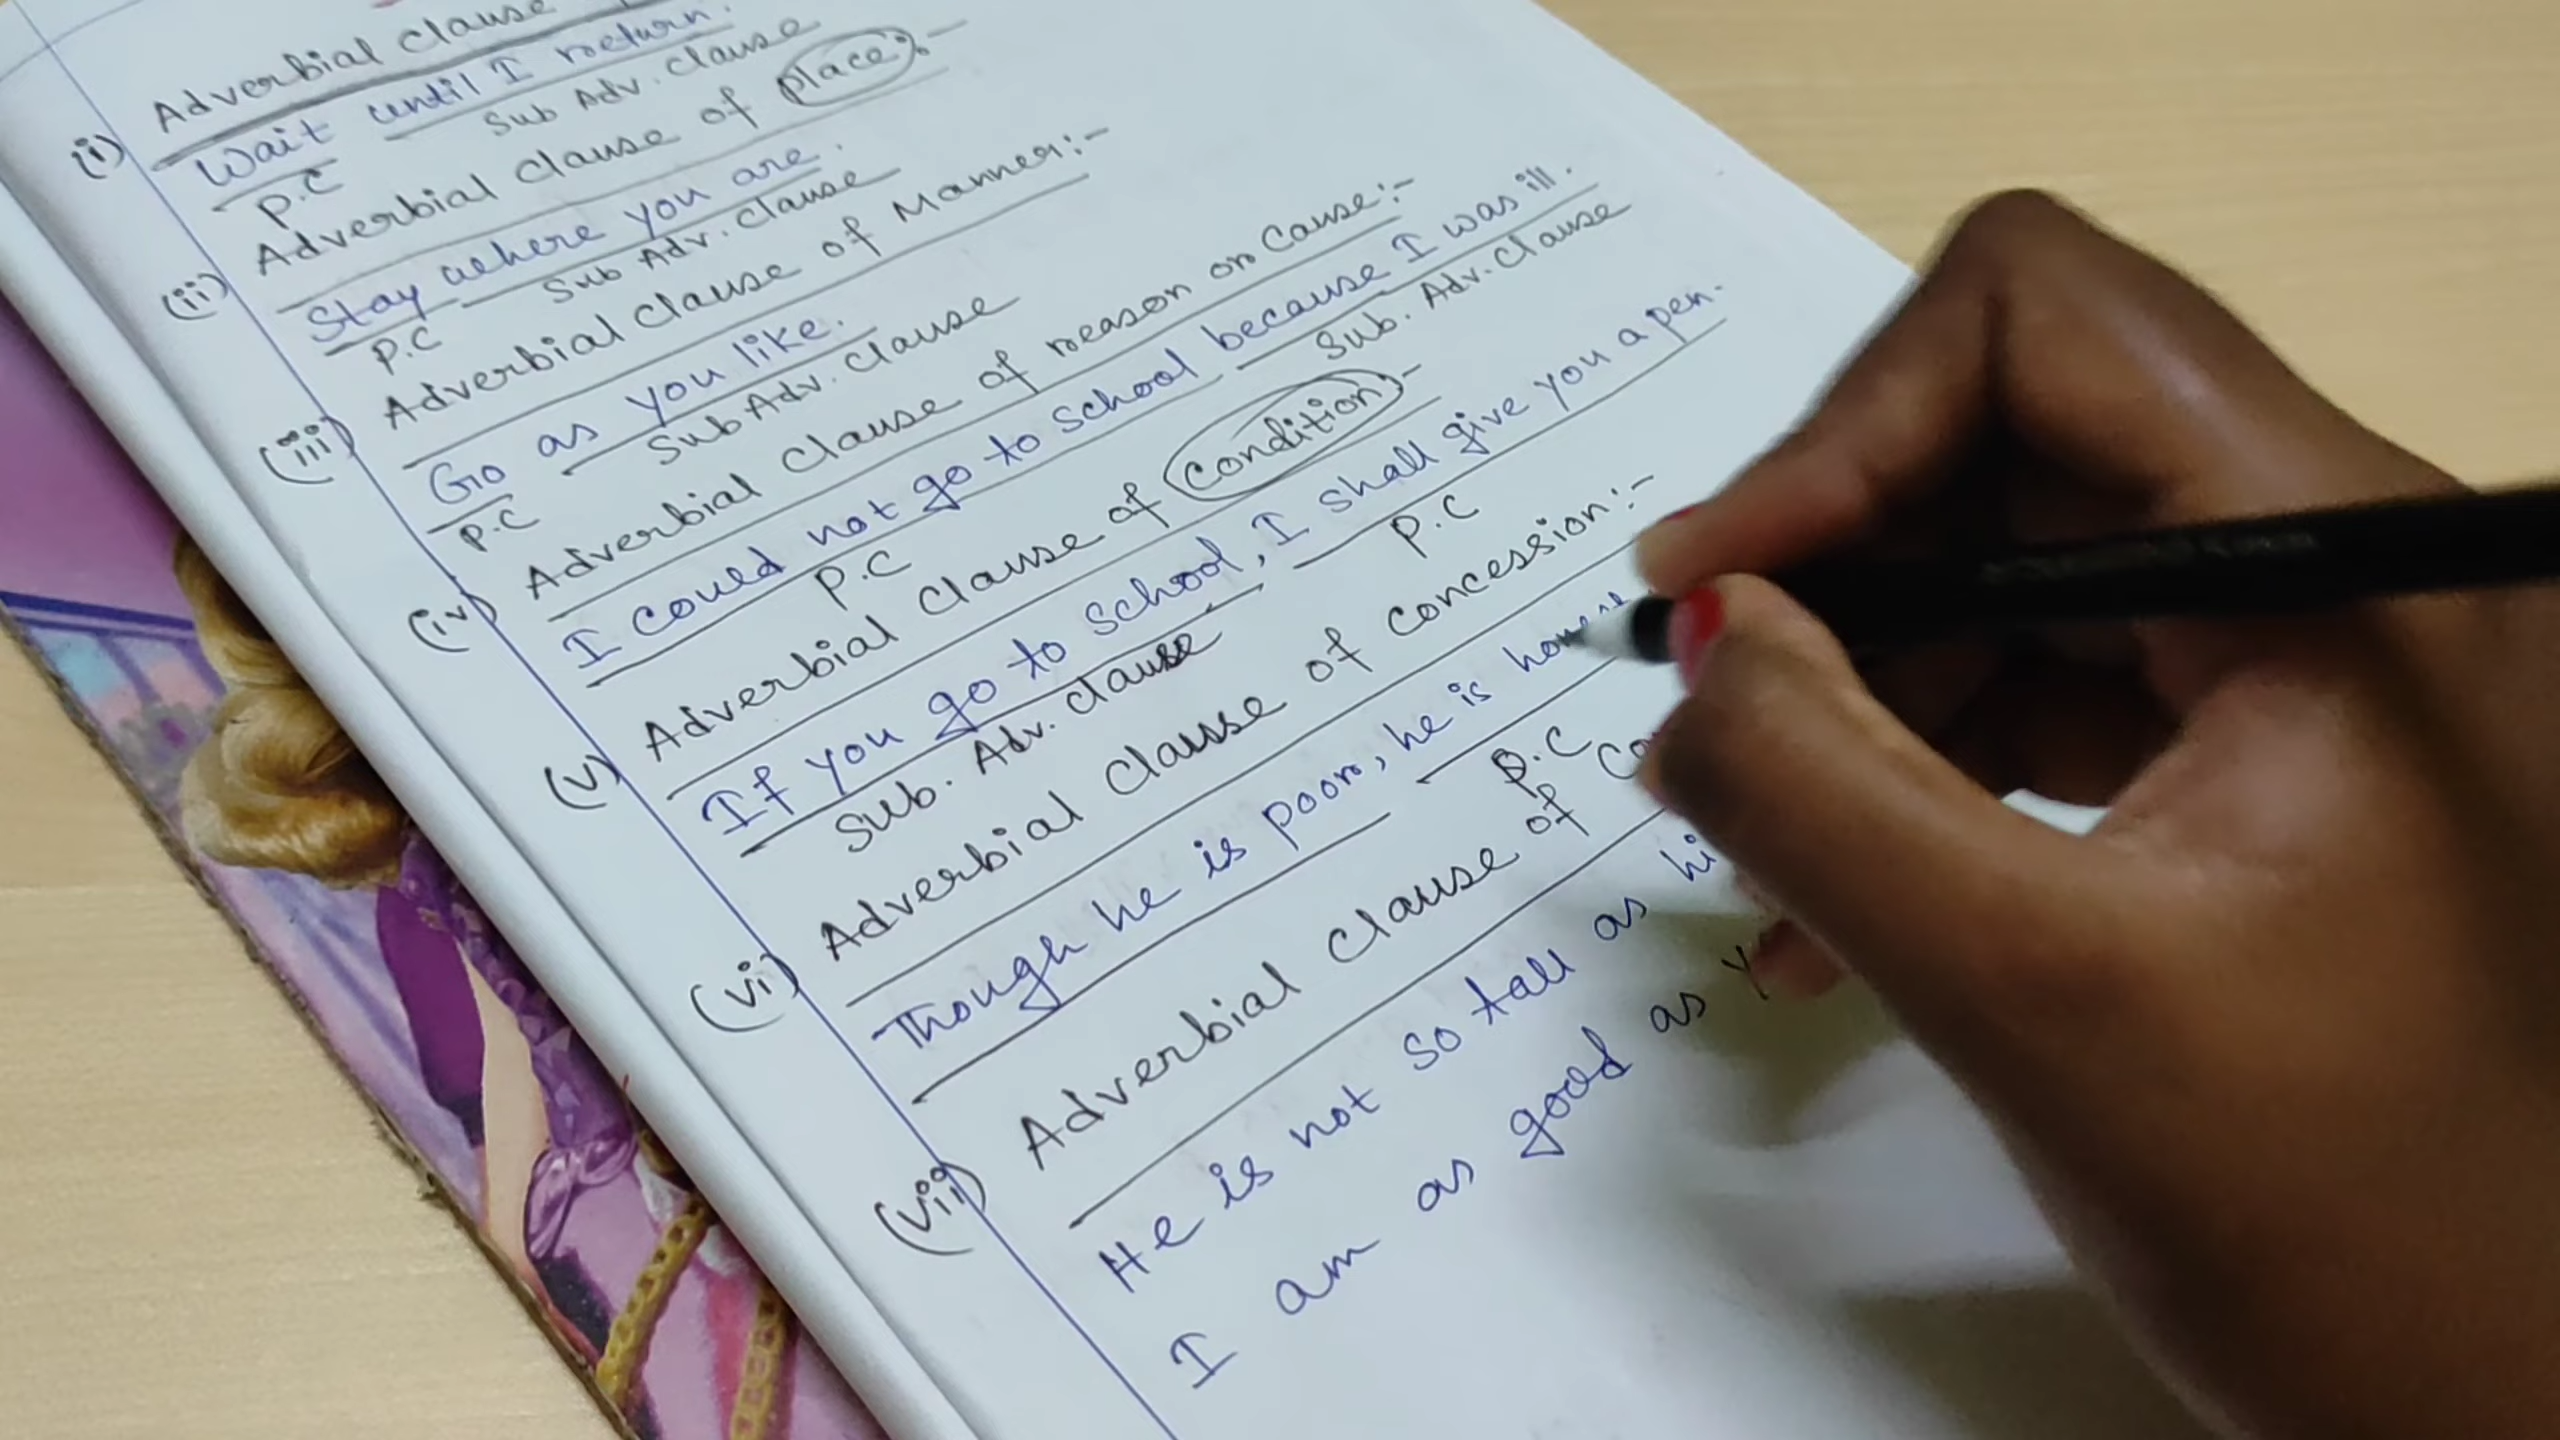 (i) Adverbial Clause
Wait until I return.
P.C Sub Adv. Clause
(ii) Adverbial Clause of place:-
Stay where you are.
P.C Sub Adv. Clause
(iii) Adverbial Clause of Manner:-
Go as you like.
P.C Sub Adv. Clause
(iv) Adverbial Clause of reason or Cause:-
I could not go to school because I was ill.
P.C Sub. Adv. Clause
(v) Adverbial Clause of Condition:-
If you go to school, I shall give you a pen.
Sub. Adv. Clause P.C
(vi) Adverbial Clause of Concession:-
Though he is poor, he is
P.C
(vii) Adverbial Clause of
He is not so tall as
I am as good as